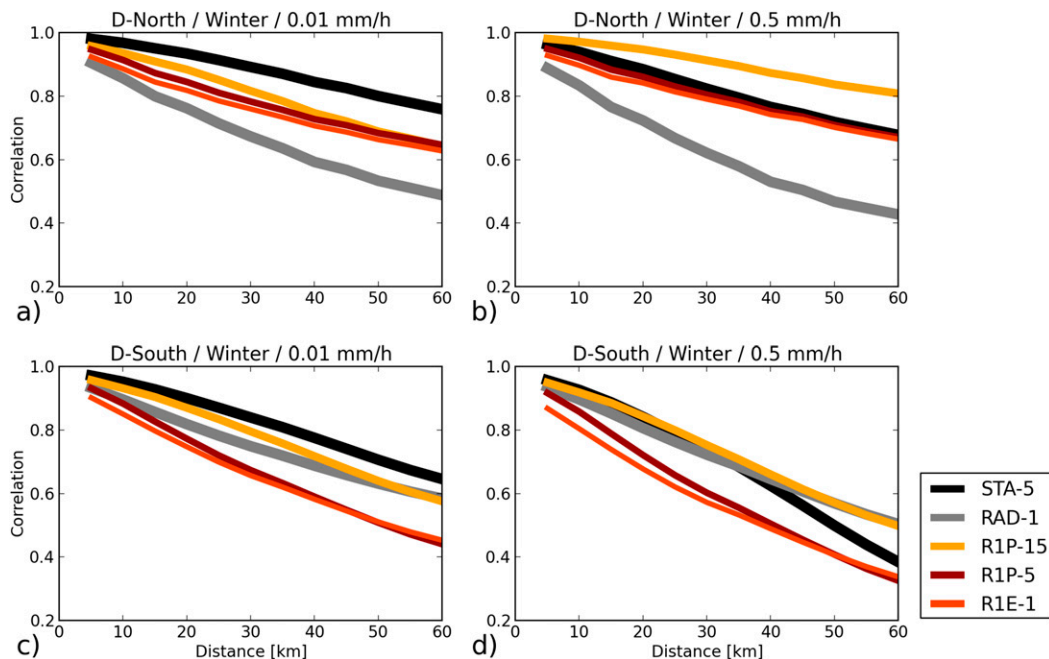 D-North / Winter / 0.01 mm/h
D-North / Winter / 0.5 mm/h
Correlation
1.0
0.8
0.6
0.4
0.2
0 10 20 30 40 50 60
a)
1.0
0.8
0.6
0.4
0.2
0 10 20 30 40 50 60
b)
D-South / Winter / 0.01 mm/h
D-South / Winter / 0.5 mm/h
Correlation
1.0
0.8
0.6
0.4
0.2
0 10 20 30 40 50 60
c)
Distance [km]
1.0
0.8
0.6
0.4
0.2
0 10 20 30 40 50 60
d)
Distance [km]
STA-5
RAD-1
R1P-15
R1P-5
R1E-1